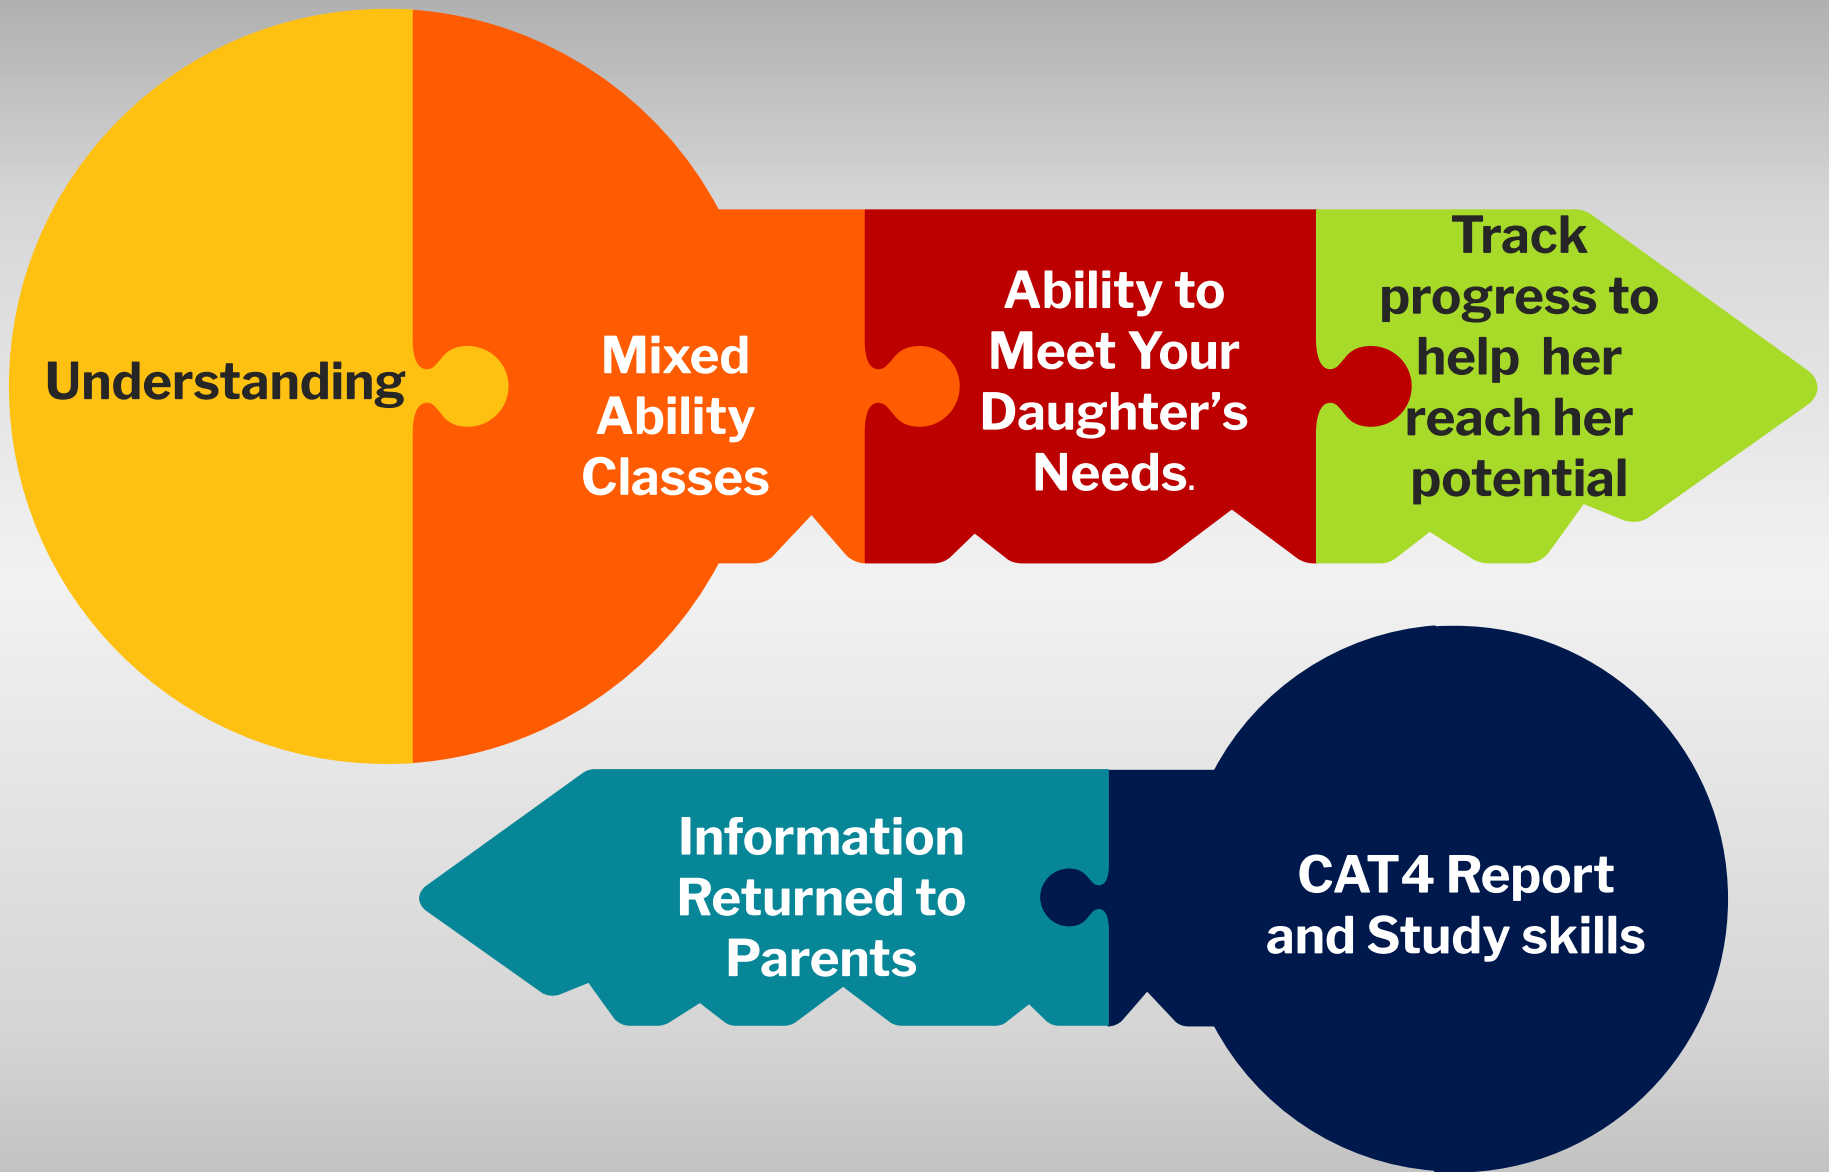 Understanding
Mixed
Ability
Classes
Ability to
Meet Your
Daughter’s
Needs.
Track
progress to
help  her
reach her
potential
Information
Returned to
Parents
CAT4 Report
and Study skills